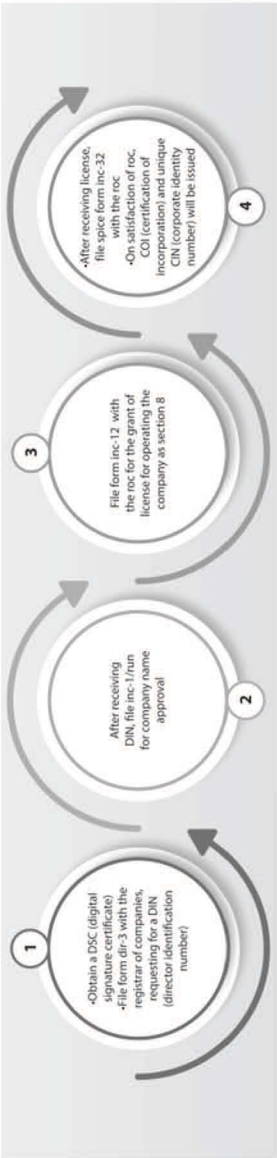 1
•Obtain a DSC (digital
signature certificate)
•File form dir-3 with the
registrar of companies,
requesting for a DIN
(director identification
number)
2
After receiving
DIN, file inc-1/run
for company name
approval
3
File form inc-12 with
the roc for the grant of
license for operating the
company as section 8
4
•After receiving license,
file spice form inc-32
with the roc
•On satisfaction of roc,
COI (certification of
incorporation) and unique
CIN (corporate identity
number) will be issued